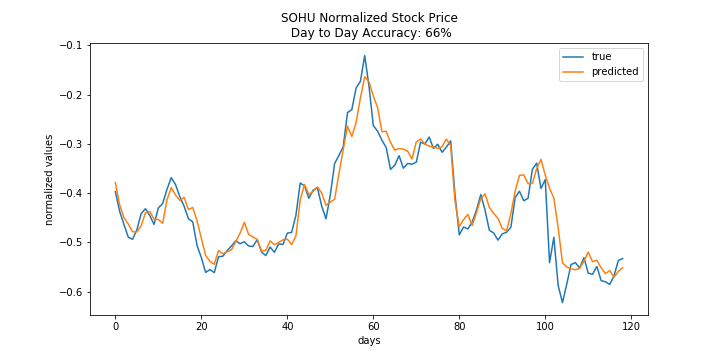 SOHU Normalized Stock Price
Day to Day Accuracy: 66%
true
predicted
normalized values
−0.1
−0.2
−0.3
−0.4
−0.5
−0.6
0
20
40
60
80
100
120
days